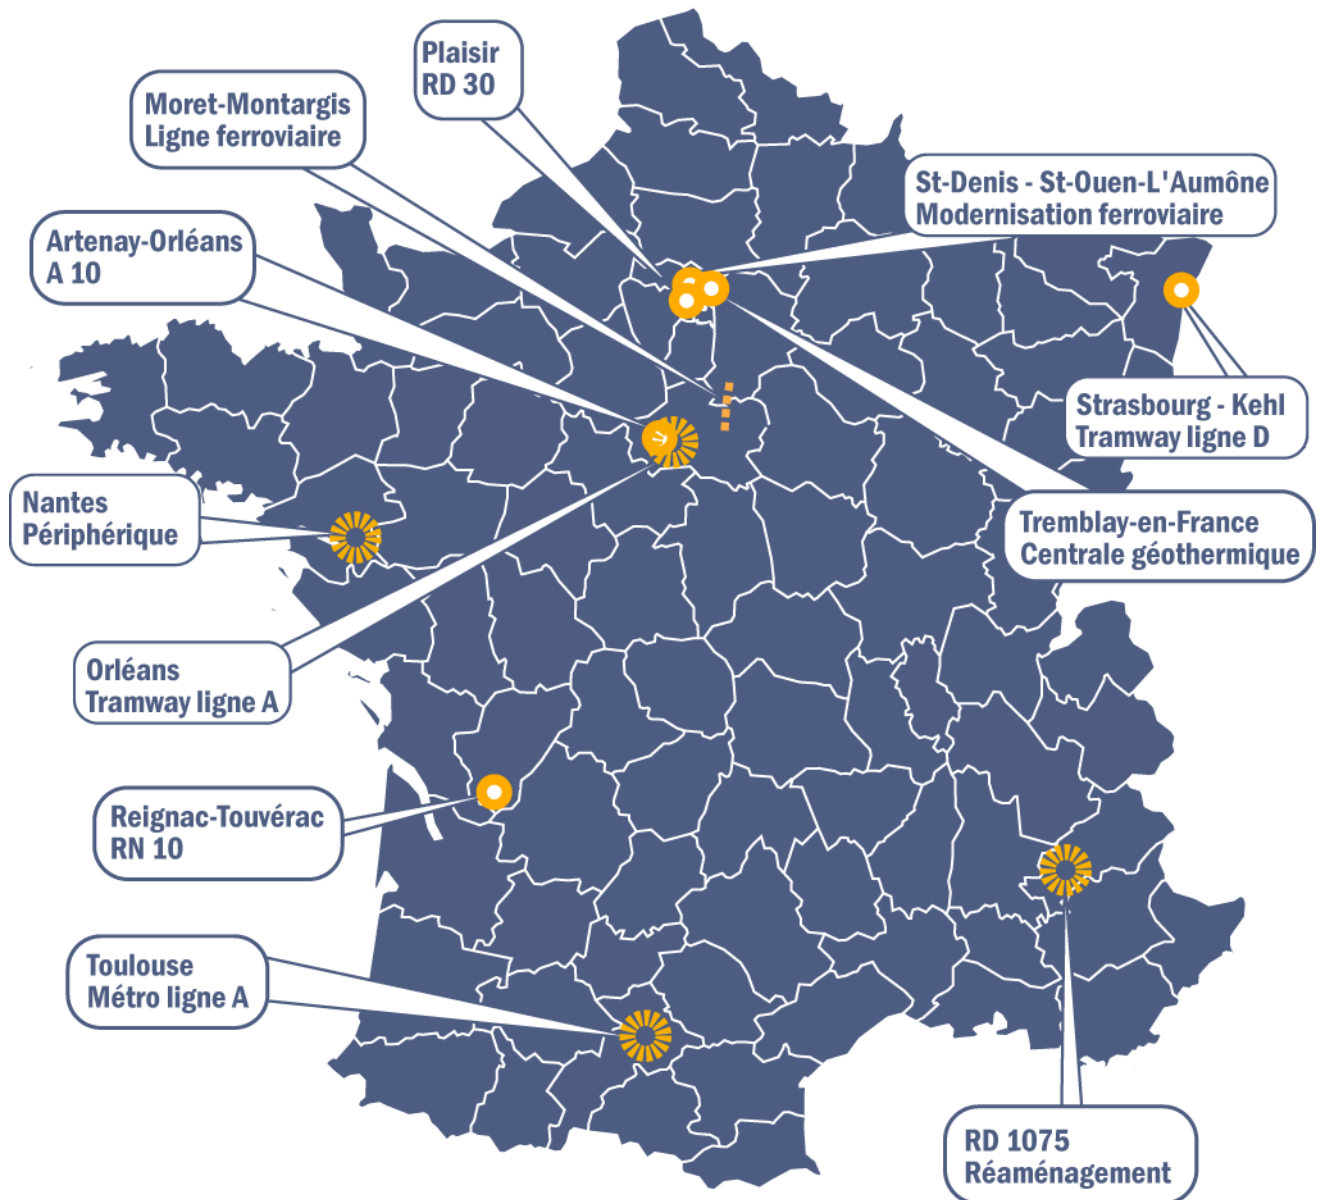 Plaisir
RD 30
Moret-Montargis
Ligne ferroviaire
St-Denis - St-Ouen-L'Aumône
Modernisation ferroviaire
Artenay-Orléans
A 10
Strasbourg - Kehl
Tramway ligne D
Nantes
Périphérique
Tremblay-en-France
Centrale géothermique
Orléans
Tramway ligne A
Reignac-Touvérac
RN 10
Toulouse
Métro ligne A
RD 1075
Réaménagement